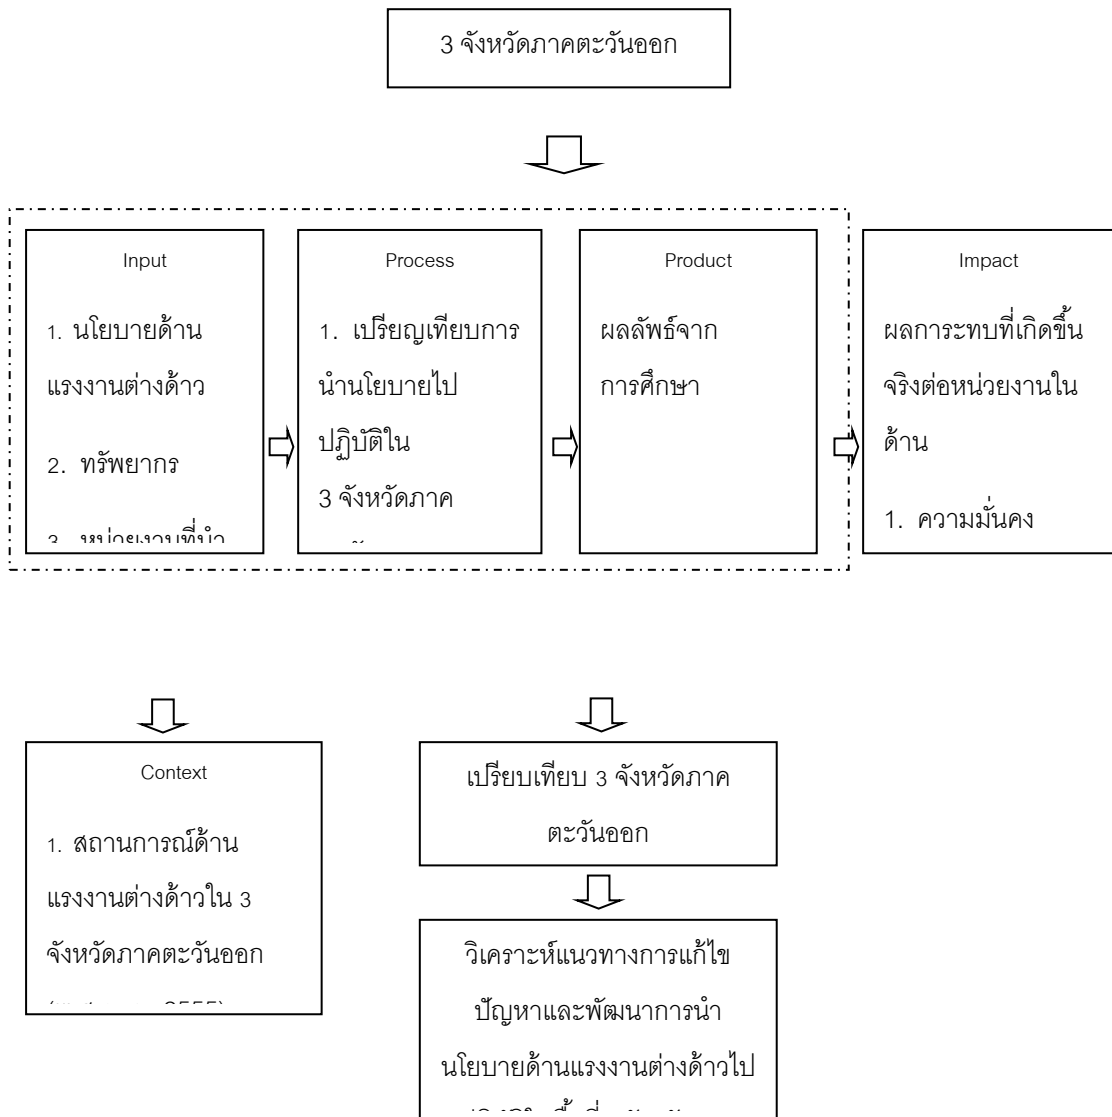 3 จังหวัดภาคตะวันออก
Input
1. นโยบายด้าน
แรงงานต่างด้าว
2. ทรัพยากร
3. หน่วยงานที่นำ
Process
1. เปรียญเทียบการ
นำนโยบายไป
ปฏิบัติใน
3 จังหวัดภาค
Product
ผลลัพธ์จาก
การศึกษา
Impact
ผลการะทบที่เกิดขึ้น
จริงต่อหน่วยงานใน
ด้าน
1. ความมั่นคง
Context
1. สถานการณ์ด้าน
แรงงานต่างด้าวใน 3
จังหวัดภาคตะวันออก
เปรียบเทียบ 3 จังหวัดภาค
ตะวันออก
วิเคราะห์แนวทางการแก้ไข
ปัญหาและพัฒนาการนำ
นโยบายด้านแรงงานต่างด้าวไป